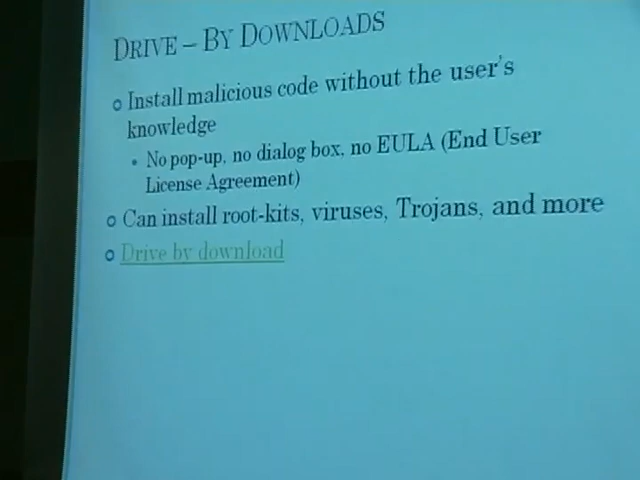 DRIVE – BY DOWNLOADS
Install malicious code without the user's
knowledge
No pop-up, no dialog box, no EULA (End User
License Agreement)
Can install root-kits, viruses, Trojans, and more
Drive by download